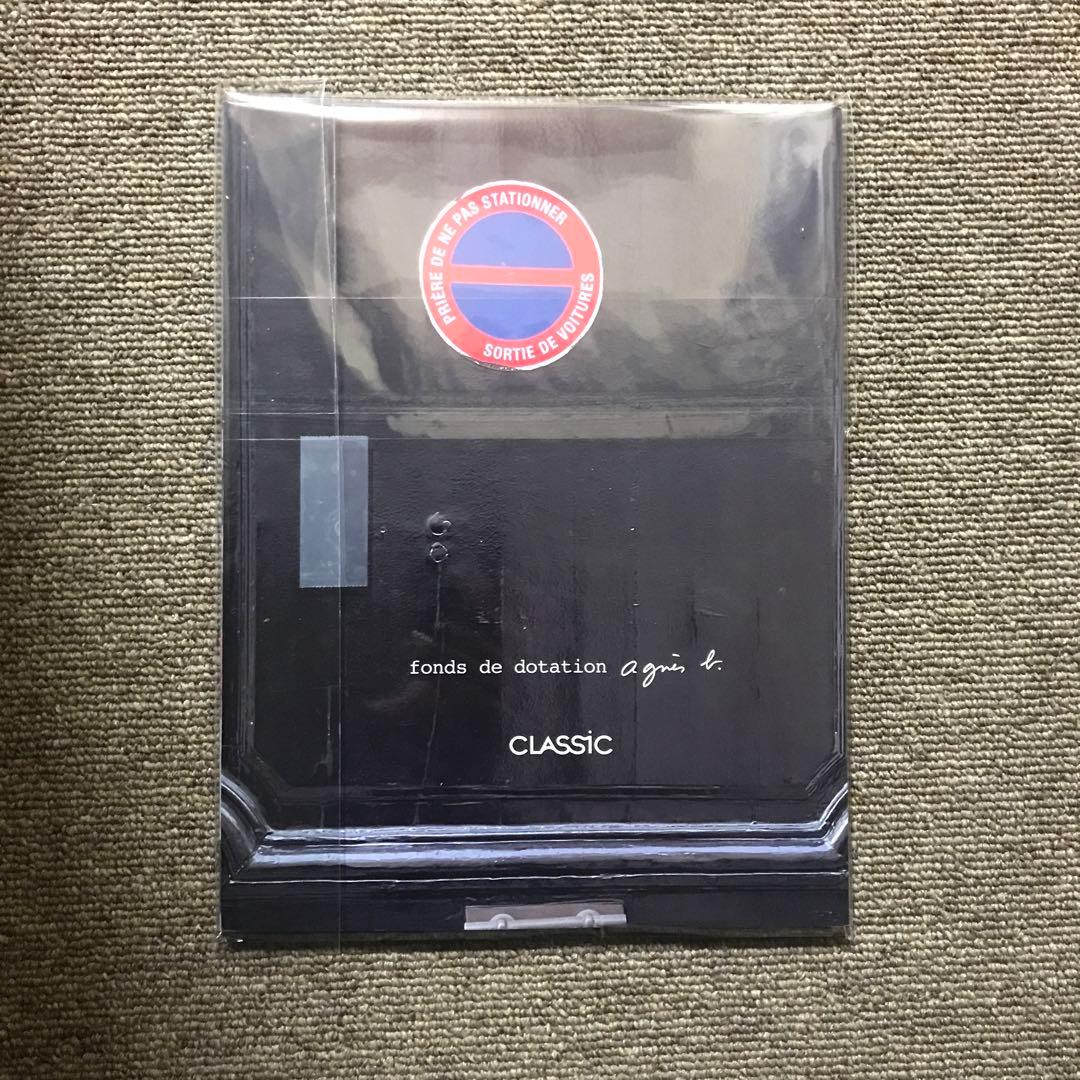 PRIÈRE DE NE PAS STATIONNER
SORTIE DE VOITURES
fonds de dotation agnès b.
CLASSiC